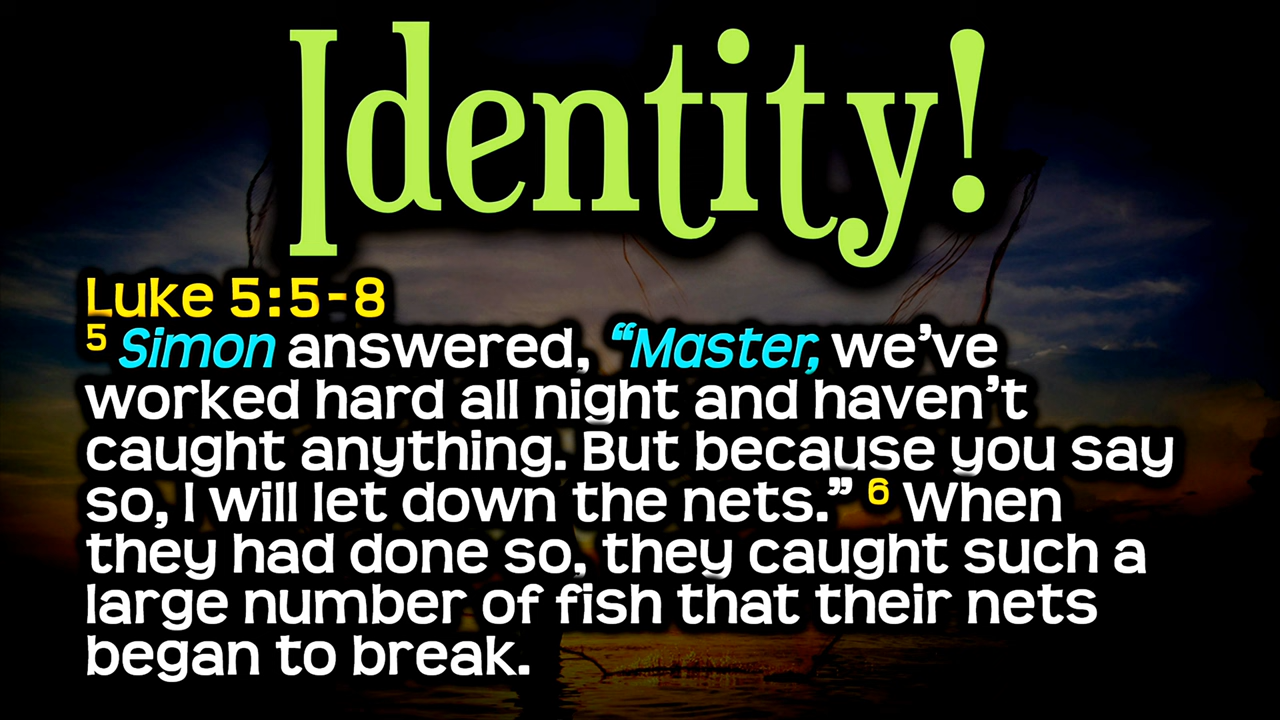 Identity!
Luke 5:5-8
5 Simon answered, “Master, we’ve
worked hard all night and haven’t
caught anything. But because you say
so, I will let down the nets.” 6 When
they had done so, they caught such a
large number of fish that their nets
began to break.